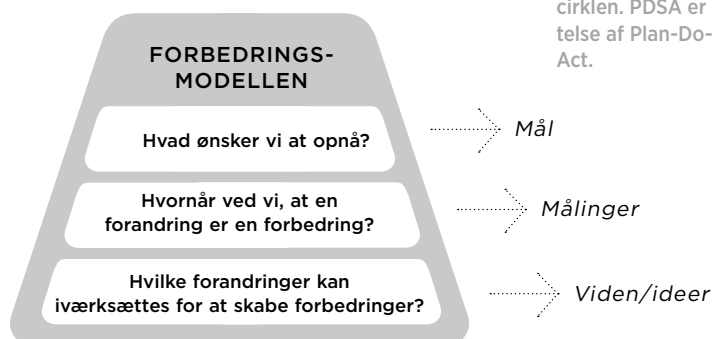 cirklen. PDSA er
telse af Plan-Do-
Act.
FORBEDRINGS-
MODELLEN
Hvad ønsker vi at opnå?
Mål
Hvornår ved vi, at en
forandring er en forbedring?
Målinger
Hvilke forandringer kan
iværksættes for at skabe forbedringer?
Viden/ideer